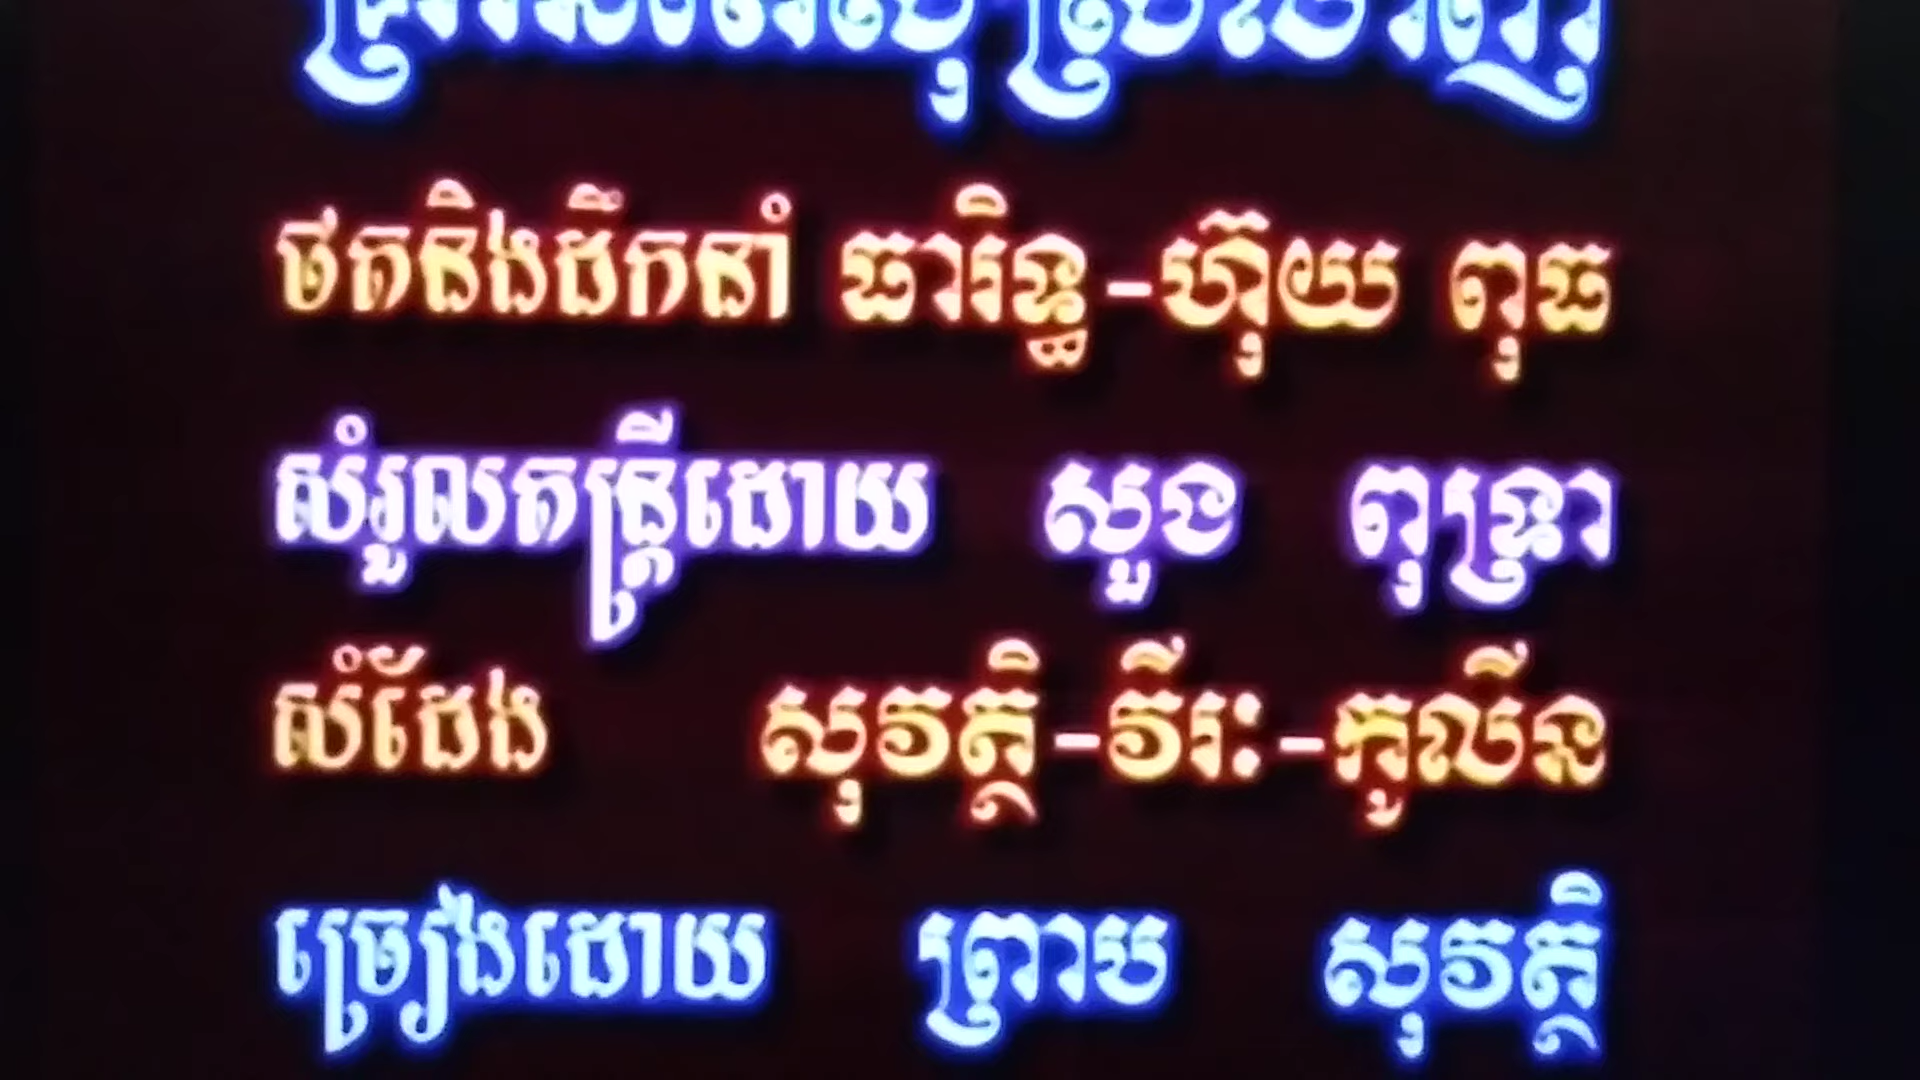 ថតនិងដឹកនាំ ធារិទ្ធ-ហ៊ុយ ពុធ
សំរួលតន្ត្រីដោយ សួង ពុទ្រា
សំដែង សុវត្ថិ-វីរៈ-កូលីន
ច្រៀងដោយ ព្រាប សុវត្ថិ